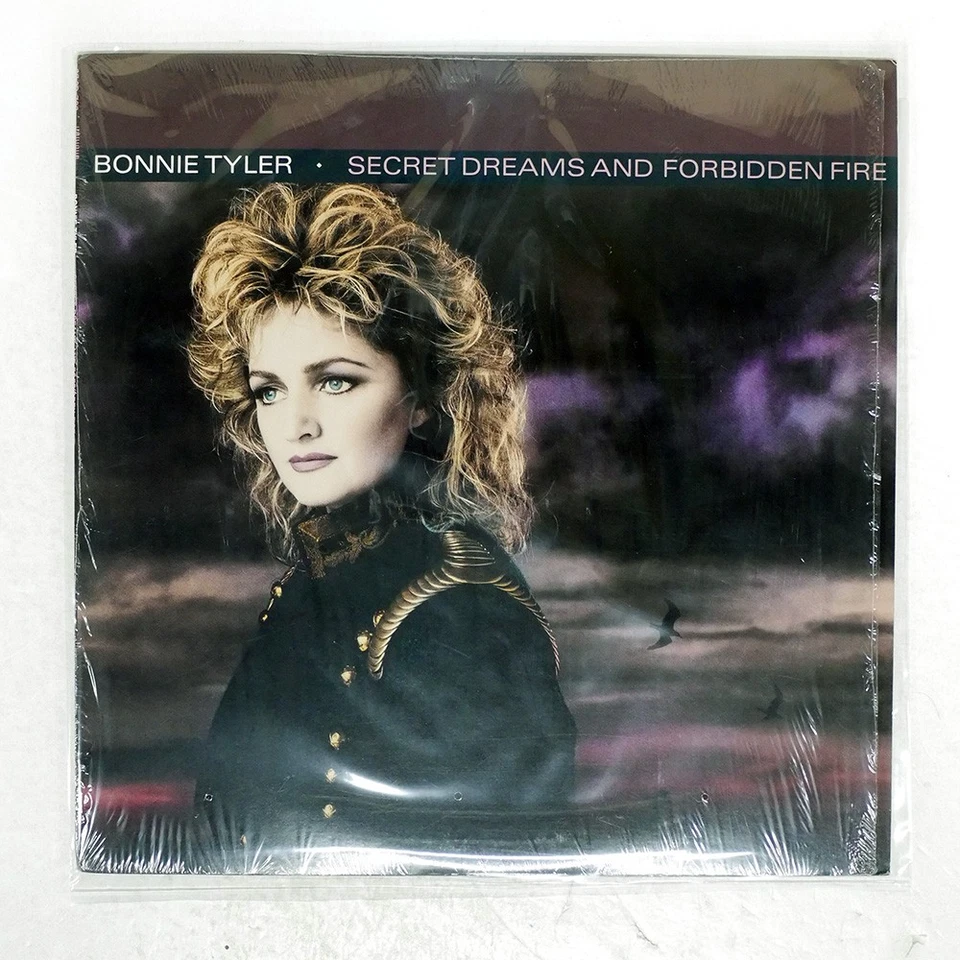 BONNIE TYLER · SECRET DREAMS AND FORBIDDEN FIRE